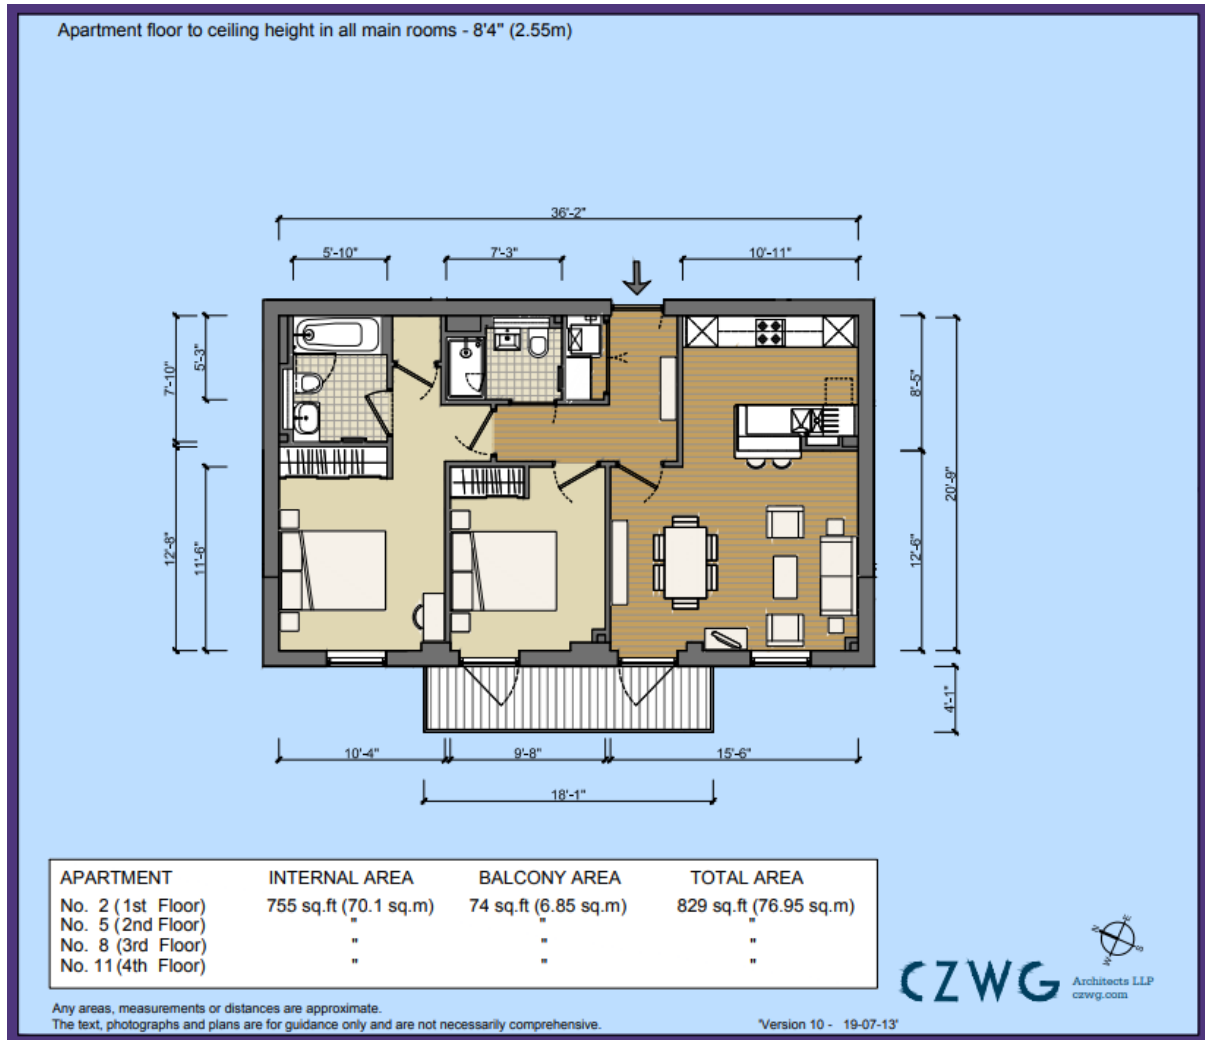 Apartment floor to ceiling height in all main rooms - 8'4" (2.55m)
36'-2"
5'-10"
7'-3"
10'-11"
7'-10"
5'-3"
8'-5"
20'-9"
12'-8"
11'-6"
12'-6"
4'-1"
10'-4"
9'-8"
15'-6"
18'-1"
APARTMENT INTERNAL AREA BALCONY AREA TOTAL AREA
No. 2 (1st Floor) 755 sq.ft (70.1 sq.m) 74 sq.ft (6.85 sq.m) 829 sq.ft (76.95 sq.m)
No. 5 (2nd Floor) " " "
No. 8 (3rd Floor) " " "
No. 11 (4th Floor) " " "
N E
W S
CZWG Architects LLP
czwg.com
Any areas, measurements or distances are approximate.
The text, photographs and plans are for guidance only and are not necessarily comprehensive. 'Version 10 - 19-07-13'